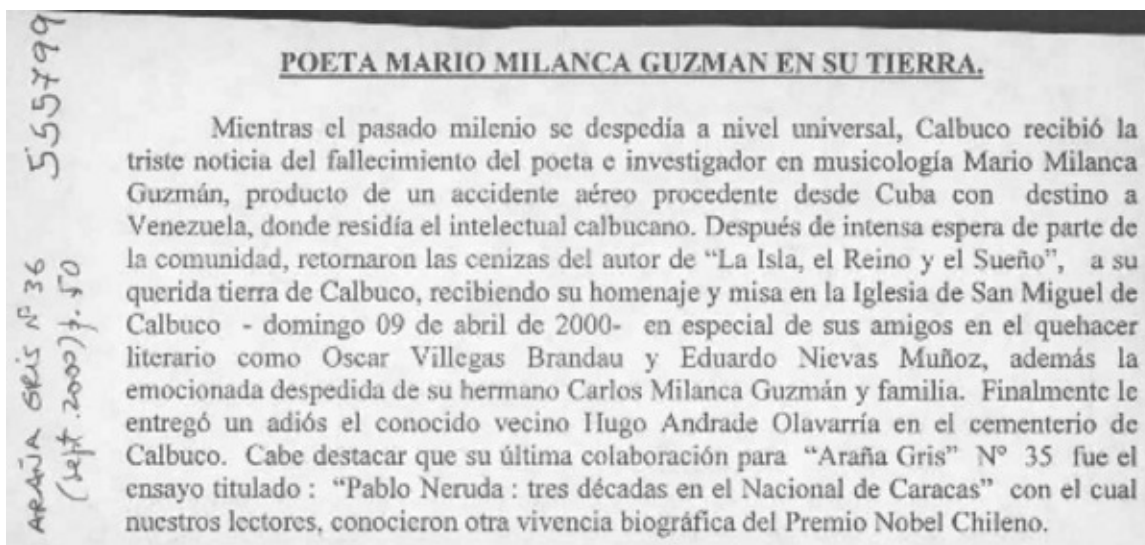 POETA MARIO MILANCA GUZMAN EN SU TIERRA.
Mientras el pasado milenio se despedía a nivel universal, Calbuco recibió la
triste noticia del fallecimiento del poeta e investigador en musicología Mario Milanca
Guzmán, producto de un accidente aéreo procedente desde Cuba con destino a
Venezuela, donde residía el intelectual calbucano. Después de intensa espera de parte de
la comunidad, retornaron las cenizas del autor de “La Isla, el Reino y el Sueño”, a su
querida tierra de Calbuco, recibiendo su homenaje y misa en la Iglesia de San Miguel de
Calbuco - domingo 09 de abril de 2000- en especial de sus amigos en el quehacer
literario como Oscar Villegas Brandau y Eduardo Nievas Muñoz, además la
emocionada despedida de su hermano Carlos Milanca Guzmán y familia. Finalmente le
entregó un adiós el conocido vecino Hugo Andrade Olavarría en el cementerio de
Calbuco. Cabe destacar que su última colaboración para “Araña Gris” Nº 35 fue el
ensayo titulado : “Pablo Neruda : tres décadas en el Nacional de Caracas” con el cual
nuestros lectores, conocieron otra vivencia biográfica del Premio Nobel Chileno.
ARAÑA GRIS Nº 36 555799
(sept. 2000) p. 50